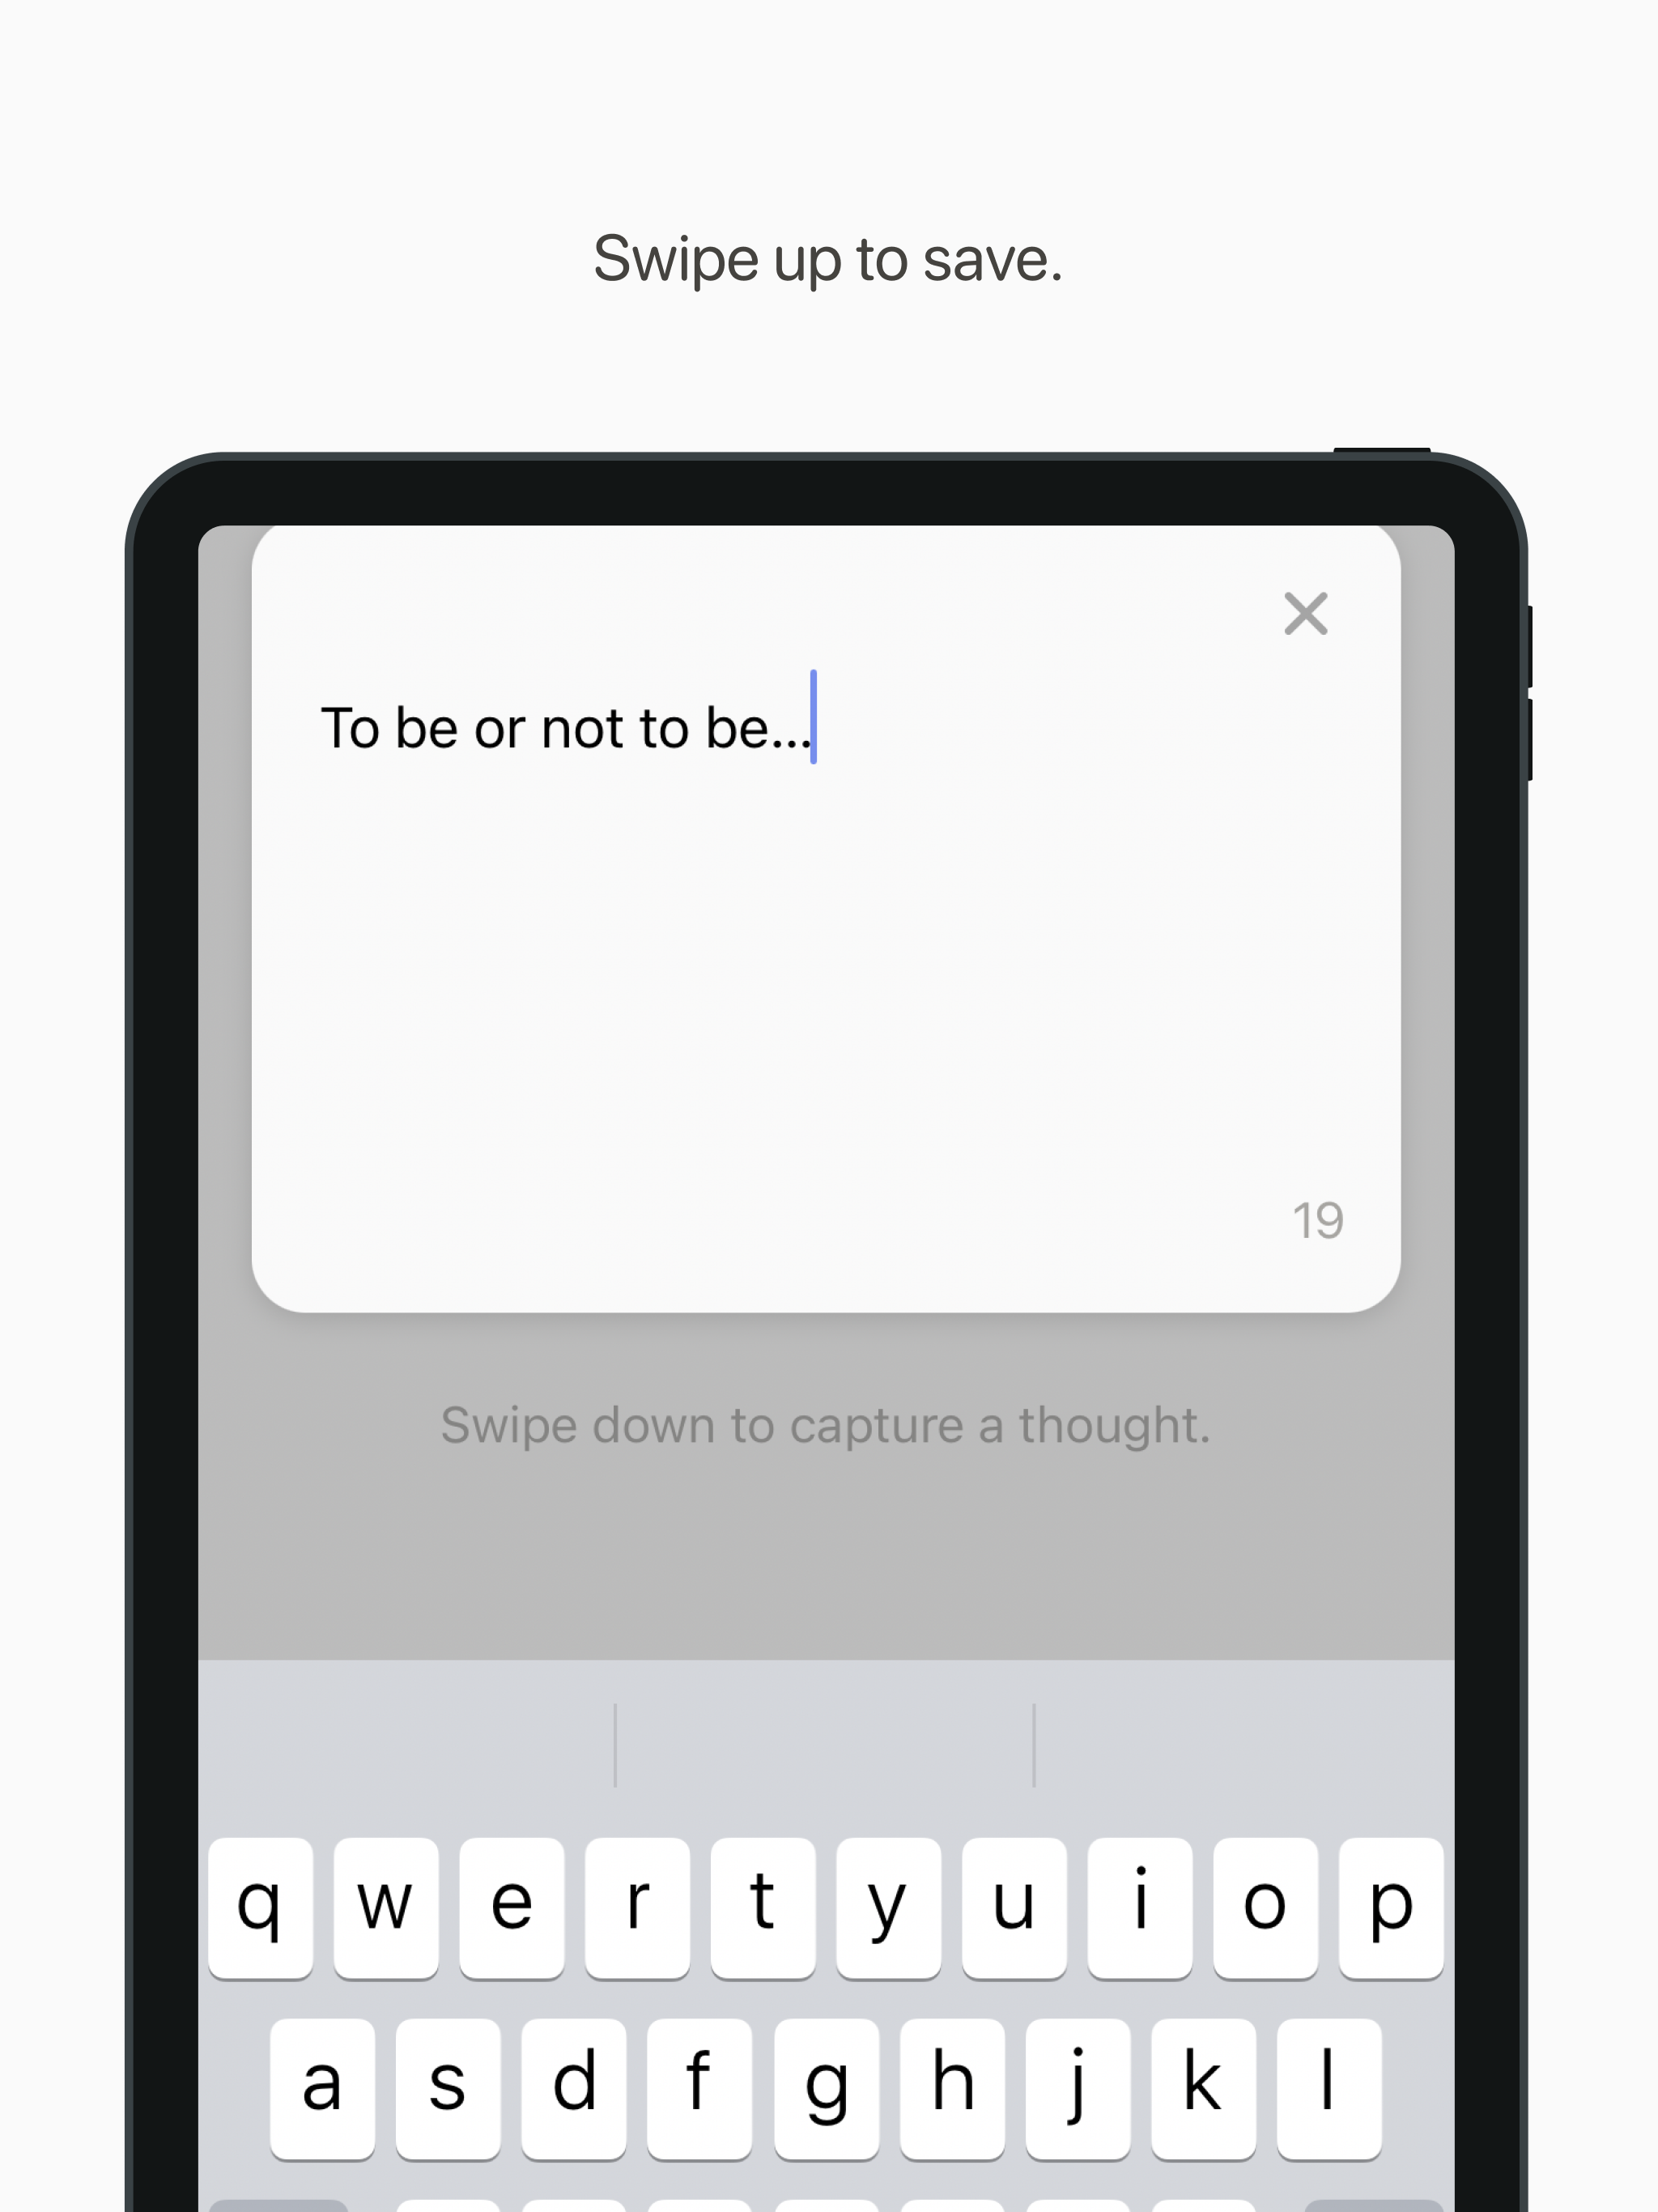 Swipe up to save.
To be or not to be...
19
Swipe down to capture a thought.
q w e r t y u i o p
a s d f g h j k l